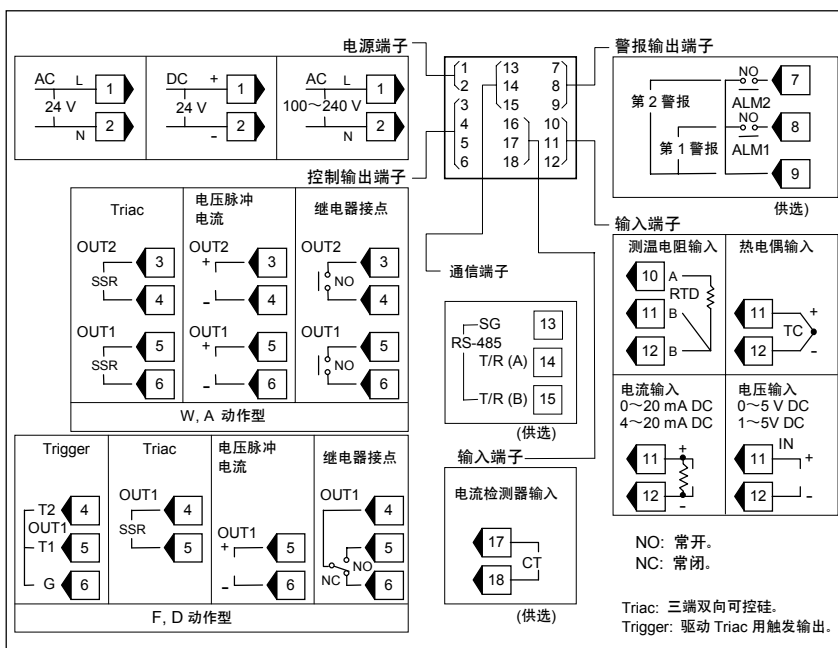 电源端子
AC L 1
24 V
N 2
DC + 1
24 V
- 2
AC L 1
100～240 V
N 2
1 13 7
2 14 8
3 15 9
4 16 10
5 17 11
6 18 12
警报输出端子
第 2 警报
第 1 警报
NO 7
ALM2
NO 8
ALM1
9
供选)
控制输出端子
Triac
OUT2
SSR
3
4
OUT1
SSR
5
6
电压脉冲
电流
OUT2
+ 3
- 4
OUT1
+ 5
- 6
继电器接点
OUT2
NO
3
4
OUT1
NO
5
6
W, A 动作型
Trigger
T2 4
OUT1
T1 5
G 6
Triac
OUT1
SSR
4
5
电压脉冲
电流
OUT1
+ 5
- 6
继电器接点
OUT1
4
NO 5
NC 6
F, D 动作型
通信端子
SG 13
RS-485
T/R (A) 14
T/R (B) 15
(供选)
输入端子
电流检测器输入
17
CT
18
(供选)
输入端子
测温电阻输入
10 A
RTD
11 B
12 B
热电偶输入
11 +
TC
12 -
电流输入
0～20 mA DC
4～20 mA DC
11 +
12 -
电压输入
0～5 V DC
1～5V DC
IN
11 +
12 -
NO: 常开。
NC: 常闭。
Triac: 三端双向可控硅。
Trigger: 驱动 Triac 用触发输出。